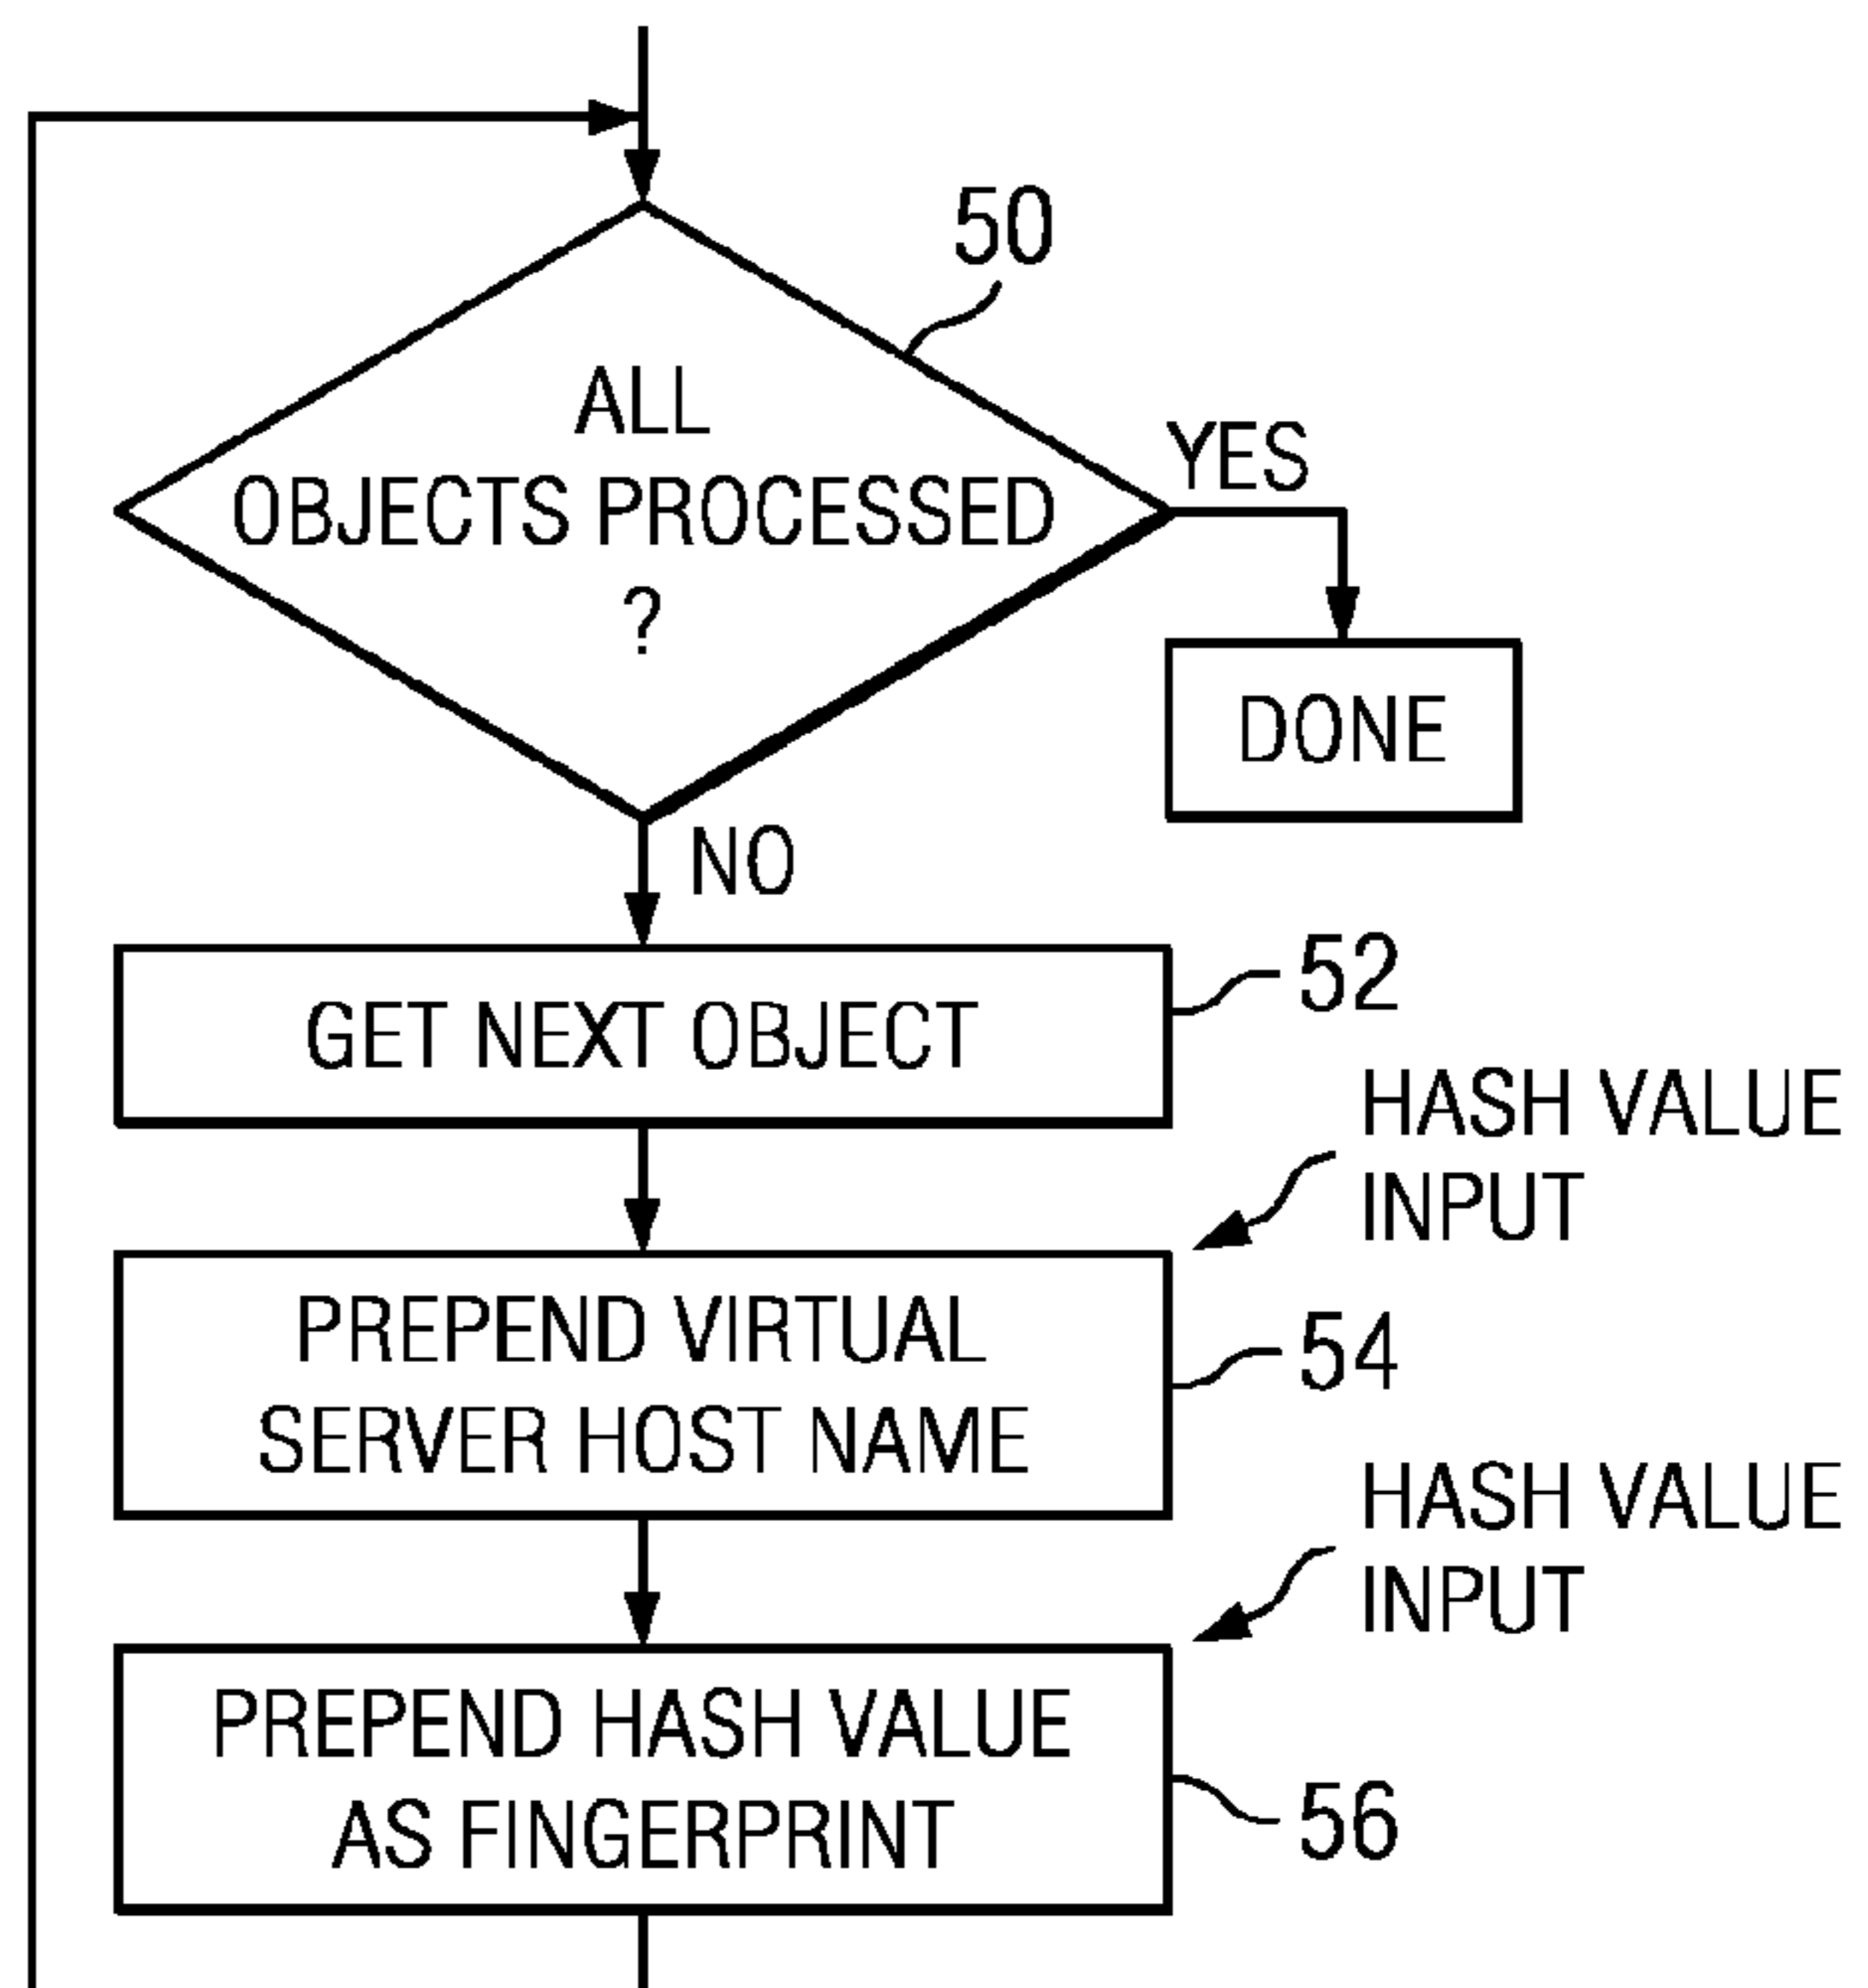 50
ALL
OBJECTS PROCESSED
?
YES
DONE
NO
GET NEXT OBJECT
52
HASH VALUE
INPUT
PREPEND VIRTUAL
SERVER HOST NAME
54
HASH VALUE
INPUT
PREPEND HASH VALUE
AS FINGERPRINT
56